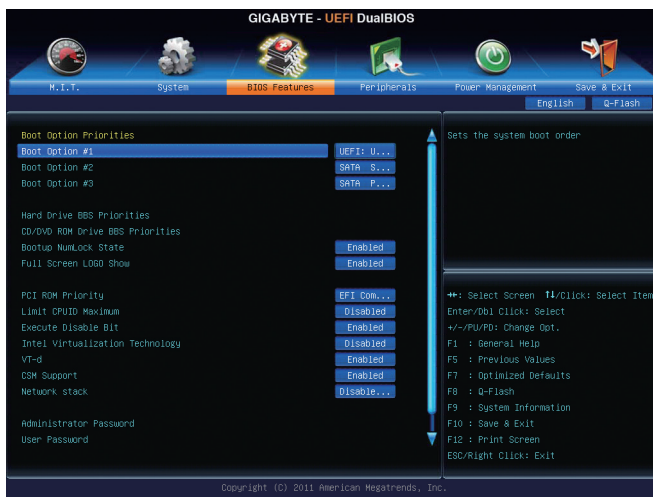 GIGABYTE - UEFI DualBIOS
M.I.T. System BIOS Features Peripherals Power Management Save & Exit
English Q-Flash
Boot Option Priorities
Boot Option #1 UEFI: U...
Boot Option #2 SATA S...
Boot Option #3 SATA P...
Hard Drive BBS Priorities
CD/DVD ROM Drive BBS Priorities
Bootup NumLock State Enabled
Full Screen LOGO Show Enabled
PCI ROM Priority EFI Com...
Limit CPUID Maximum Disabled
Execute Disable Bit Enabled
Intel Virtualization Technology Disabled
VT-d Enabled
CSM Support Enabled
Network stack Disable...
Administrator Password
User Password
Sets the system boot order
→←: Select Screen ↑↓/Click: Select Item
Enter/Dbl Click: Select
+/-/PU/PD: Change Opt.
F1 : General Help
F5 : Previous Values
F7 : Optimized Defaults
F8 : Q-Flash
F9 : System Information
F10 : Save & Exit
F12 : Print Screen
ESC/Right Click: Exit
Copyright (C) 2011 American Megatrends, Inc.